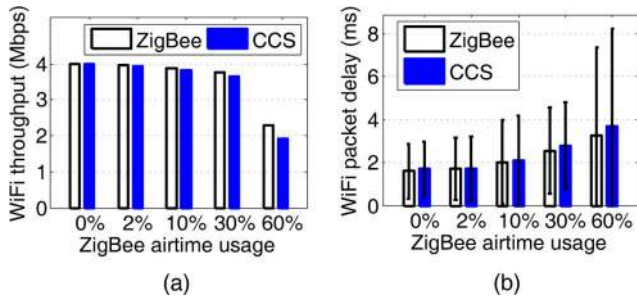 ZigBee
CCS
WiFi throughput (Mbps)
5
4
3
2
1
0
0% 2% 10% 30% 60%
ZigBee airtime usage
(a)
ZigBee
CCS
WiFi packet delay (ms)
8
6
4
2
0
0% 2% 10% 30% 60%
ZigBee airtime usage
(b)